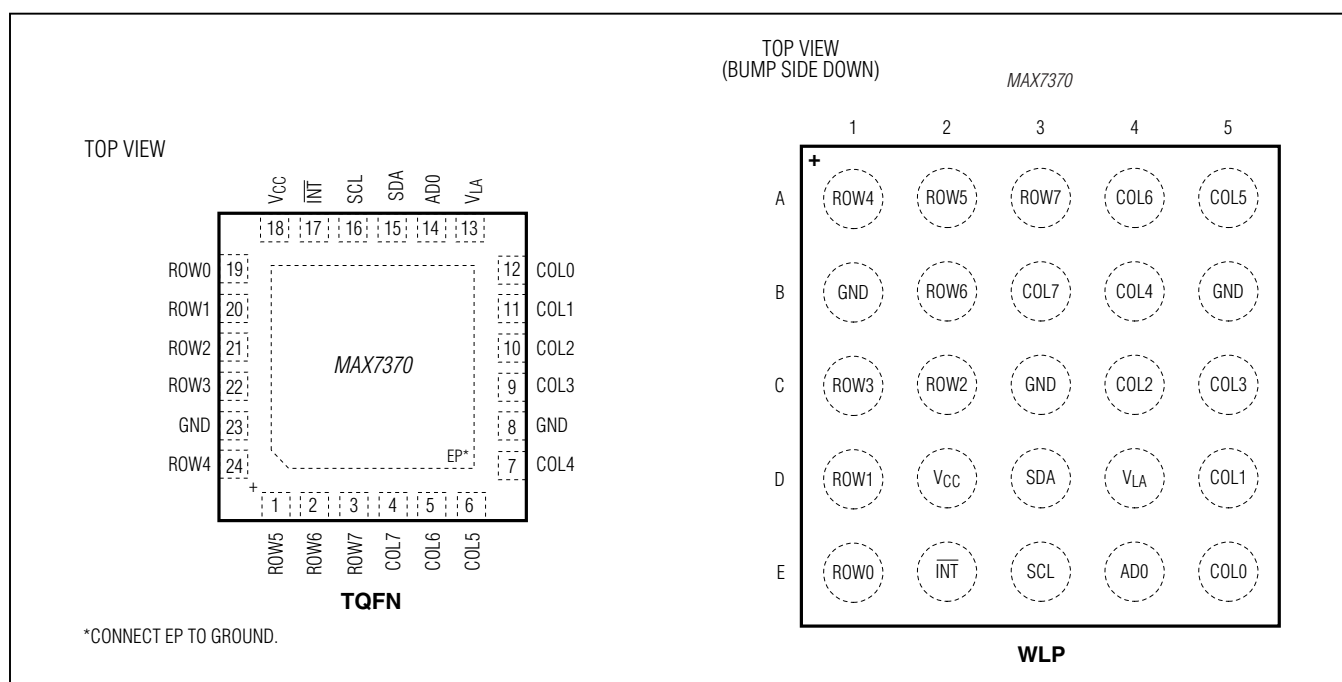 TOP VIEW
VCC INT SCL SDA AD0 VLA
18 17 16 15 14 13
ROW0 19 12 COL0
ROW1 20 11 COL1
ROW2 21 10 COL2
MAX7370
ROW3 22 9 COL3
GND 23 8 GND
EP*
ROW4 24 7 COL4
+
1 2 3 4 5 6
ROW5 ROW6 ROW7 COL7 COL6 COL5
TQFN
*CONNECT EP TO GROUND.
TOP VIEW
(BUMP SIDE DOWN)
MAX7370
1 2 3 4 5
+
A ROW4 ROW5 ROW7 COL6 COL5
B GND ROW6 COL7 COL4 GND
C ROW3 ROW2 GND COL2 COL3
D ROW1 VCC SDA VLA COL1
E ROW0 INT SCL AD0 COL0
WLP